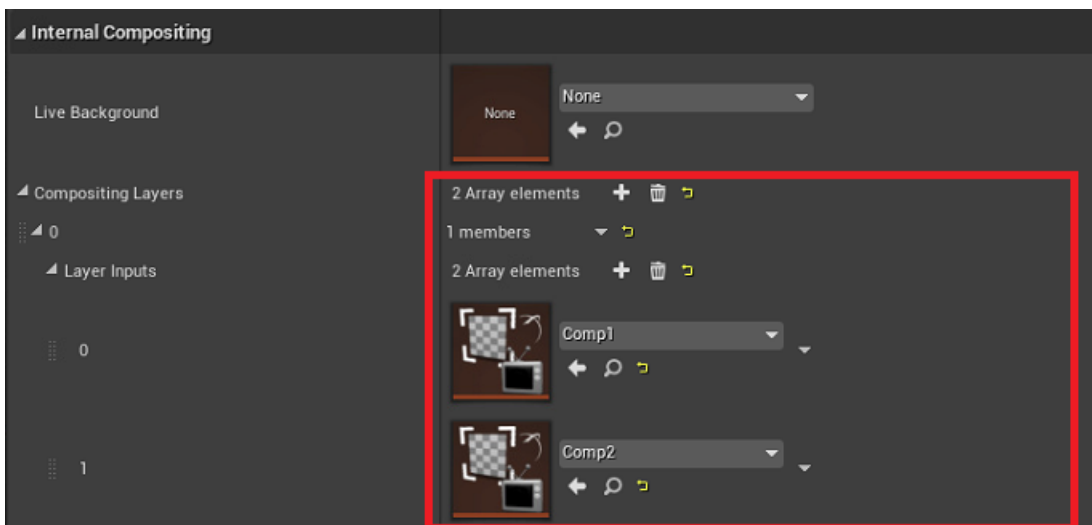 Internal Compositing
Live Background
None
None
Compositing Layers
2 Array elements
0
1 members
Layer Inputs
2 Array elements
0
Comp1
1
Comp2